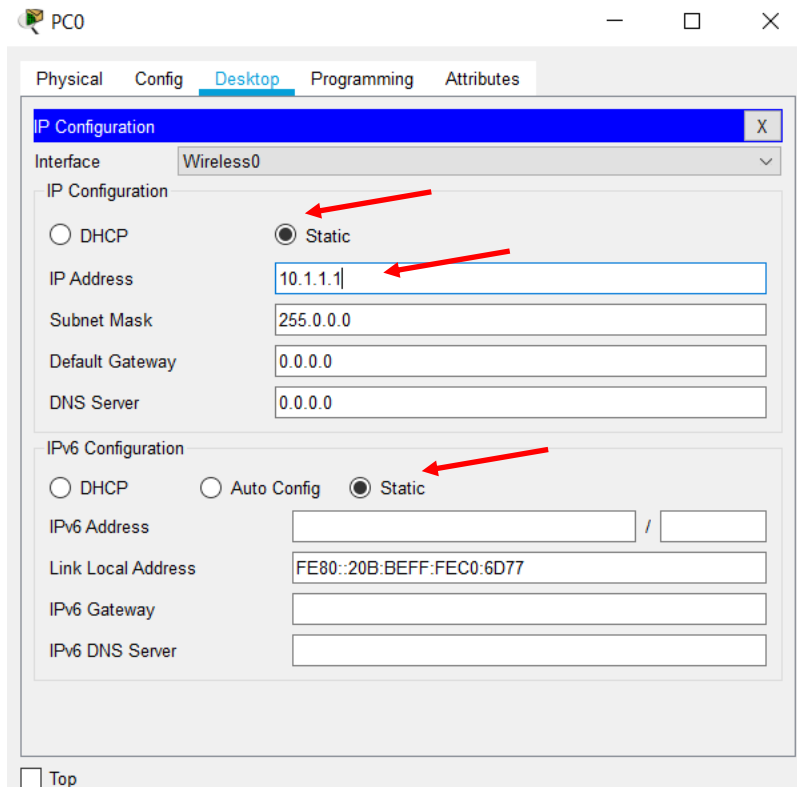 PC0
Physical Config Desktop Programming Attributes
IP Configuration X
Interface Wireless0
IP Configuration
DHCP Static
IP Address 10.1.1.1
Subnet Mask 255.0.0.0
Default Gateway 0.0.0.0
DNS Server 0.0.0.0
IPv6 Configuration
DHCP Auto Config Static
IPv6 Address /
Link Local Address FE80::20B:BEFF:FEC0:6D77
IPv6 Gateway
IPv6 DNS Server
Top